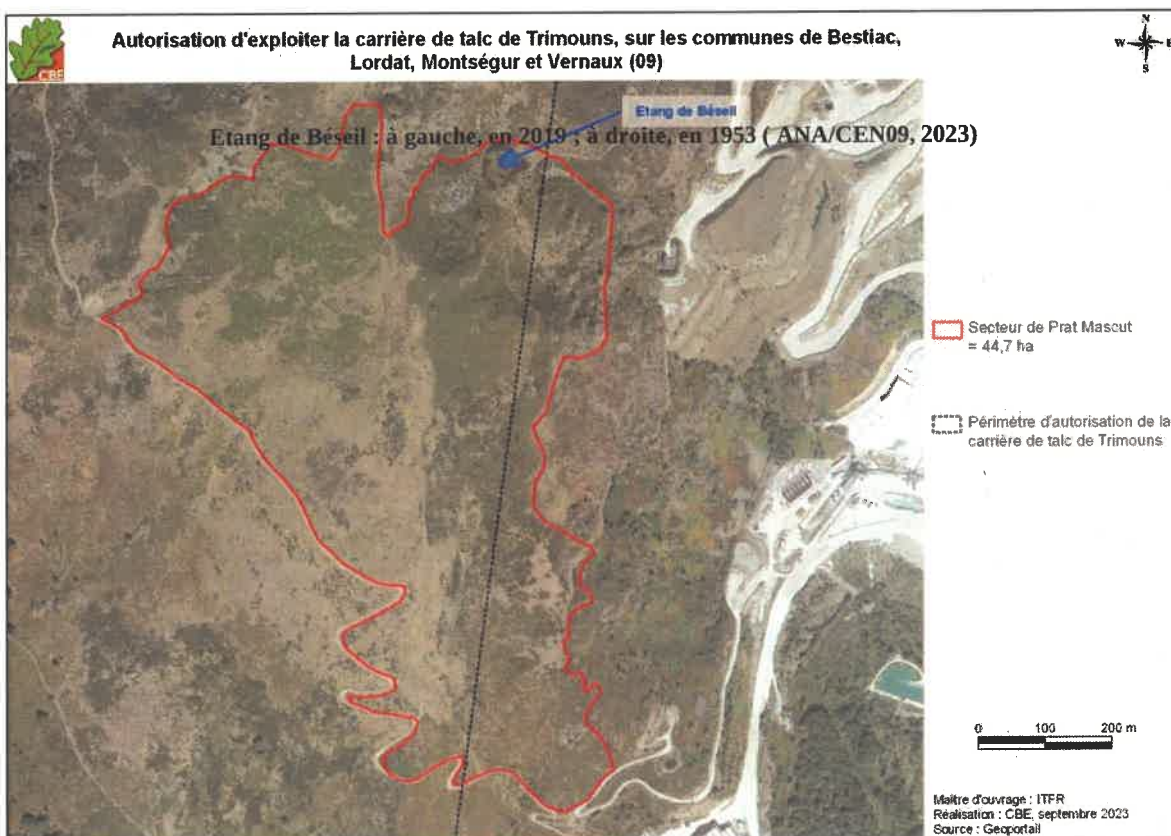 Autorisation d'exploiter la carrière de talc de Trimouns, sur les communes de Bestiac,
Lordat, Montségur et Vernaux (09)
CBE
N
W
E
S
Etang de Béseil
Etang de Béseil : à gauche, en 2019 ; à droite, en 1953 ( ANA/CEN09, 2023)
Secteur de Prat Mascut
= 44,7 ha
Périmètre d'autorisation de la
carrière de talc de Trimouns
0 100 200 m
Maître d'ouvrage : ITFR
Réalisation : CBE, septembre 2023
Source : Geoportail